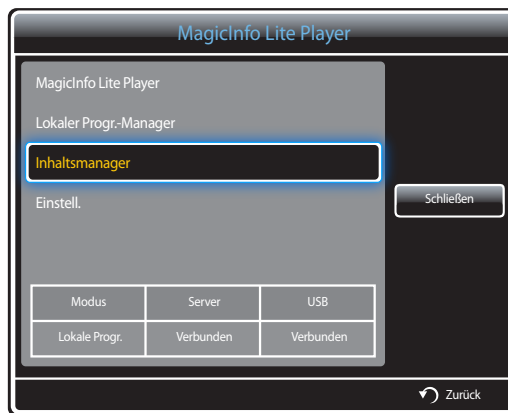 MagicInfo Lite Player
MagicInfo Lite Player
Lokaler Progr.-Manager
Inhaltsmanager
Einstell.
Schließen
Modus Server USB
Lokale Progr. Verbunden Verbunden
Zurück